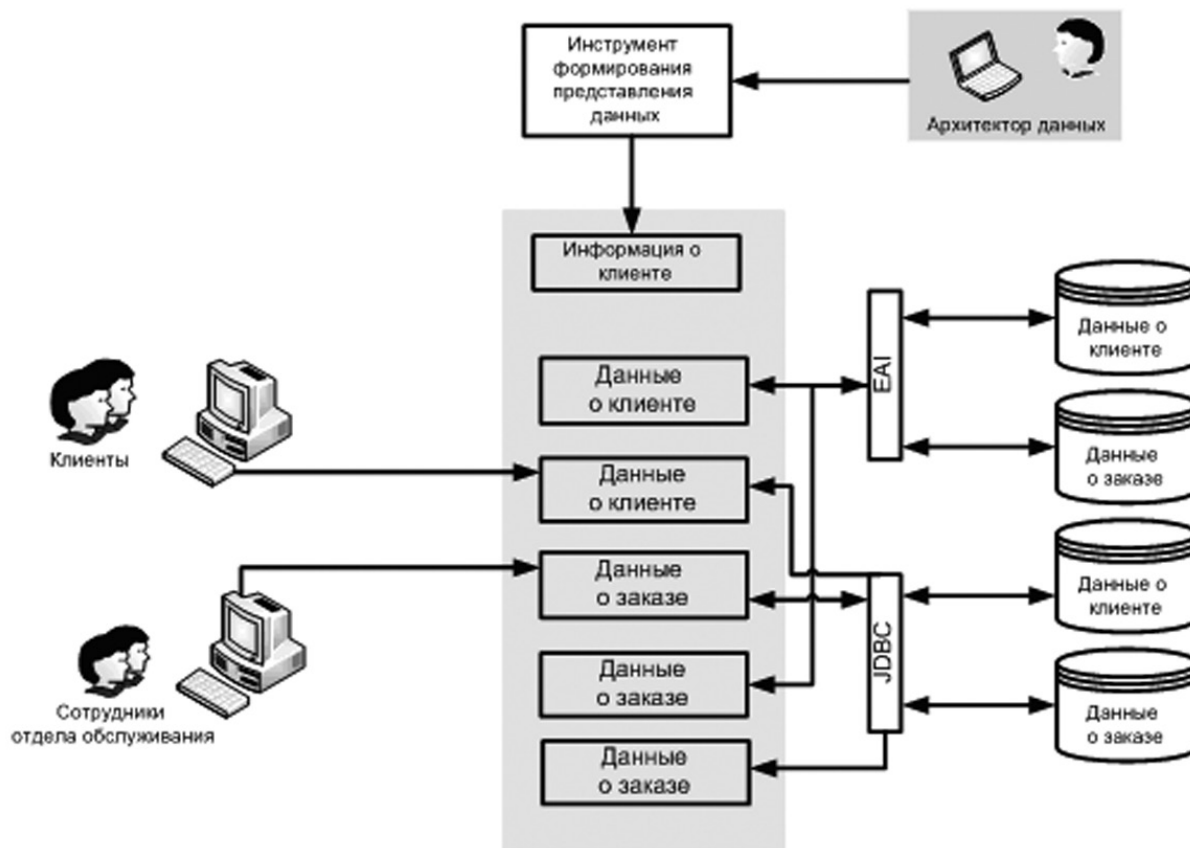 Инструмент
формирования
представления
данных
Архитектор данных
Информация о
клиенте
Данные
о клиенте
Данные
о клиенте
Данные
о заказе
Данные
о заказе
Данные
о заказе
Клиенты
Сотрудники
отдела обслуживания
EAI
JDBC
Данные о
клиенте
Данные
о заказе
Данные о
клиенте
Данные
о заказе